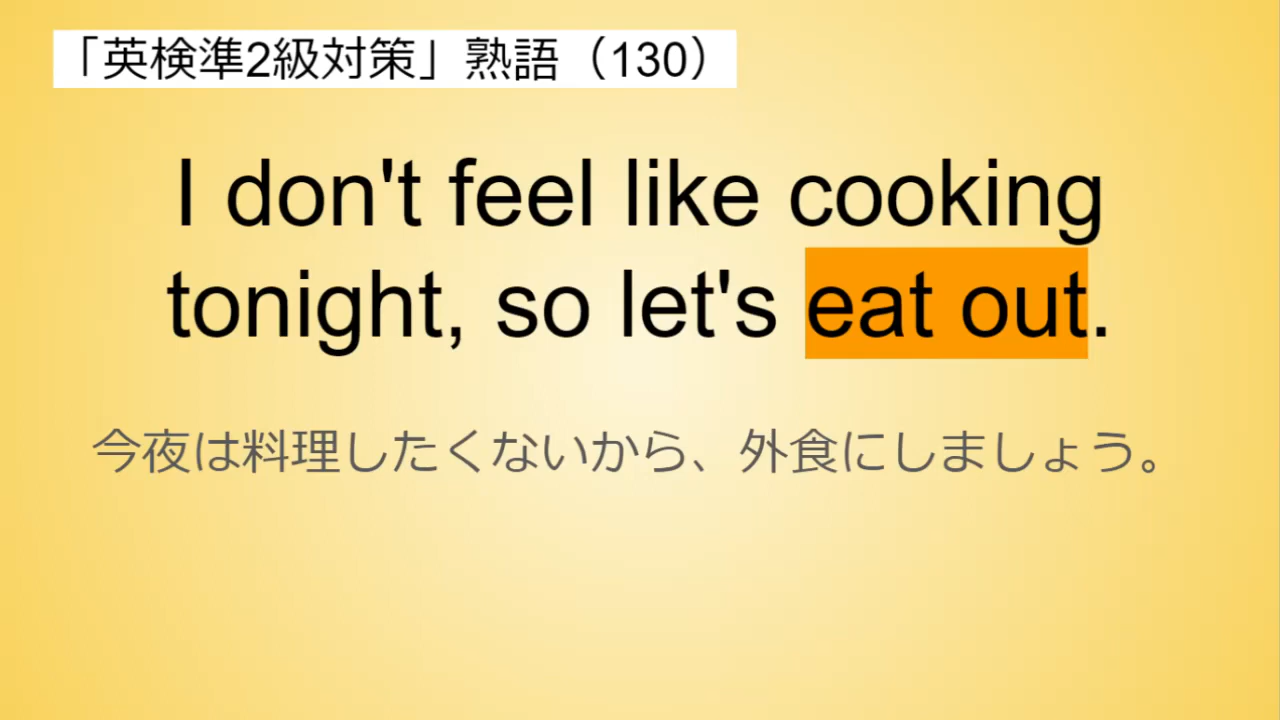 「英検準2級対策」熟語（130）
I don't feel like cooking
tonight, so let's eat out.
今夜は料理したくないから、外食にしましょう。